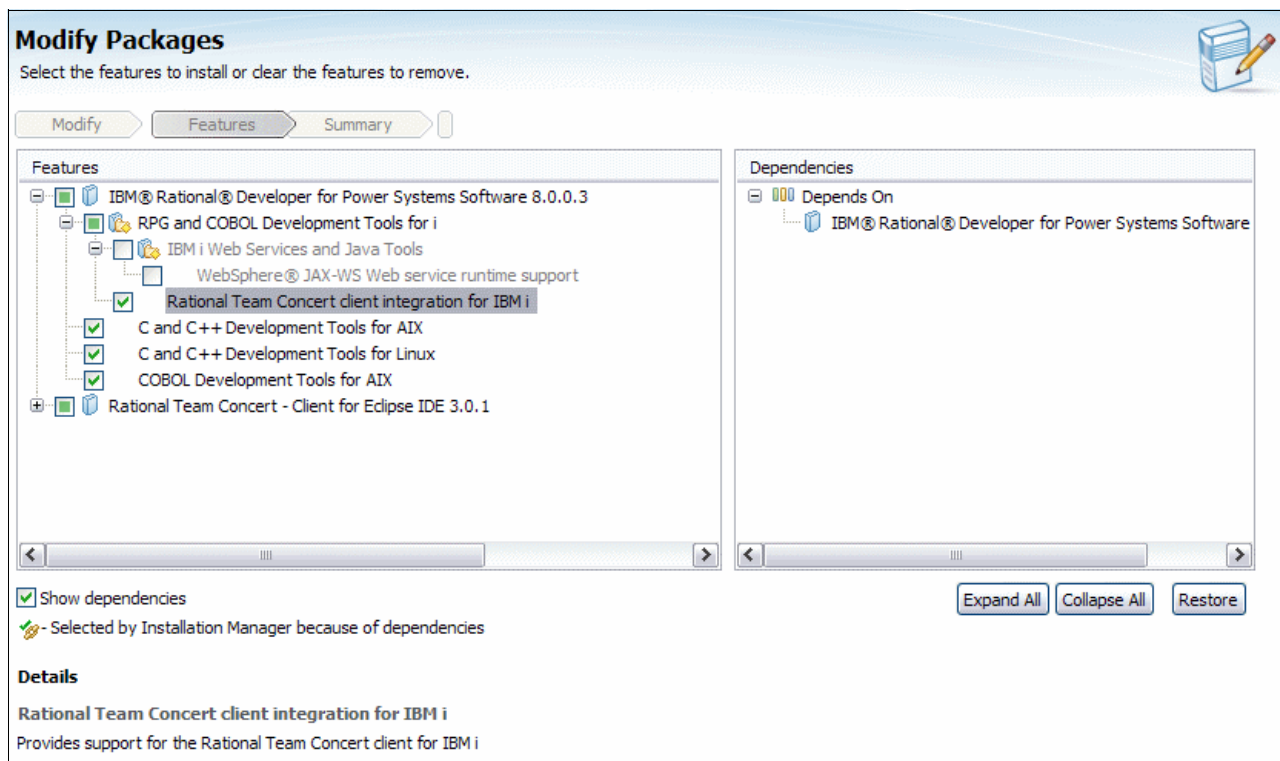 Modify Packages
Select the features to install or clear the features to remove.
Modify
Features
Summary
Features
IBM® Rational® Developer for Power Systems Software 8.0.0.3
RPG and COBOL Development Tools for i
IBM i Web Services and Java Tools
WebSphere® JAX-WS Web service runtime support
Rational Team Concert client integration for IBM i
C and C++ Development Tools for AIX
C and C++ Development Tools for Linux
COBOL Development Tools for AIX
Rational Team Concert - Client for Eclipse IDE 3.0.1
Dependencies
Depends On
IBM® Rational® Developer for Power Systems Software
Show dependencies
Expand All
Collapse All
Restore
- Selected by Installation Manager because of dependencies
Details
Rational Team Concert client integration for IBM i
Provides support for the Rational Team Concert client for IBM i